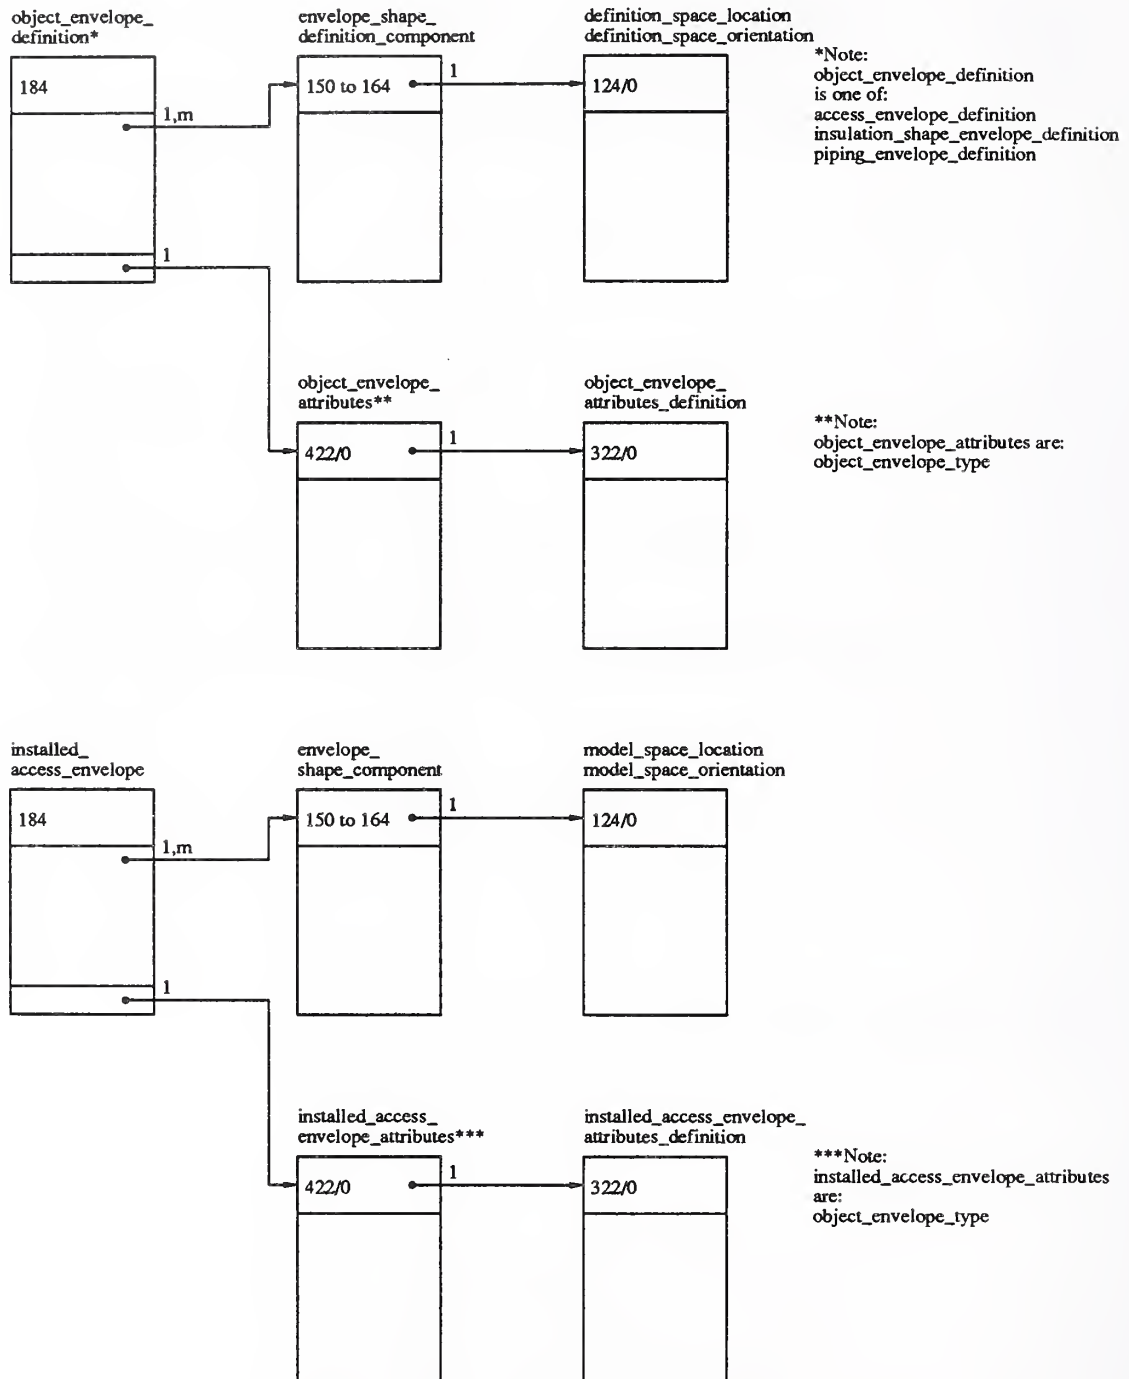 object_envelope_
definition*
envelope_shape_
definition_component
definition_space_location
definition_space_orientation
*Note:
object_envelope_definition
is one of:
access_envelope_definition
insulation_shape_envelope_definition
piping_envelope_definition
184
1,m
150 to 164
1
124/0
1
object_envelope_
attributes**
object_envelope_
attributes_definition
**Note:
object_envelope_attributes are:
object_envelope_type
422/0
1
322/0
installed_
access_envelope
envelope_
shape_component
model_space_location
model_space_orientation
184
1,m
150 to 164
1
124/0
1
installed_access_
envelope_attributes***
installed_access_envelope_
attributes_definition
***Note:
installed_access_envelope_attributes
are:
object_envelope_type
422/0
1
322/0